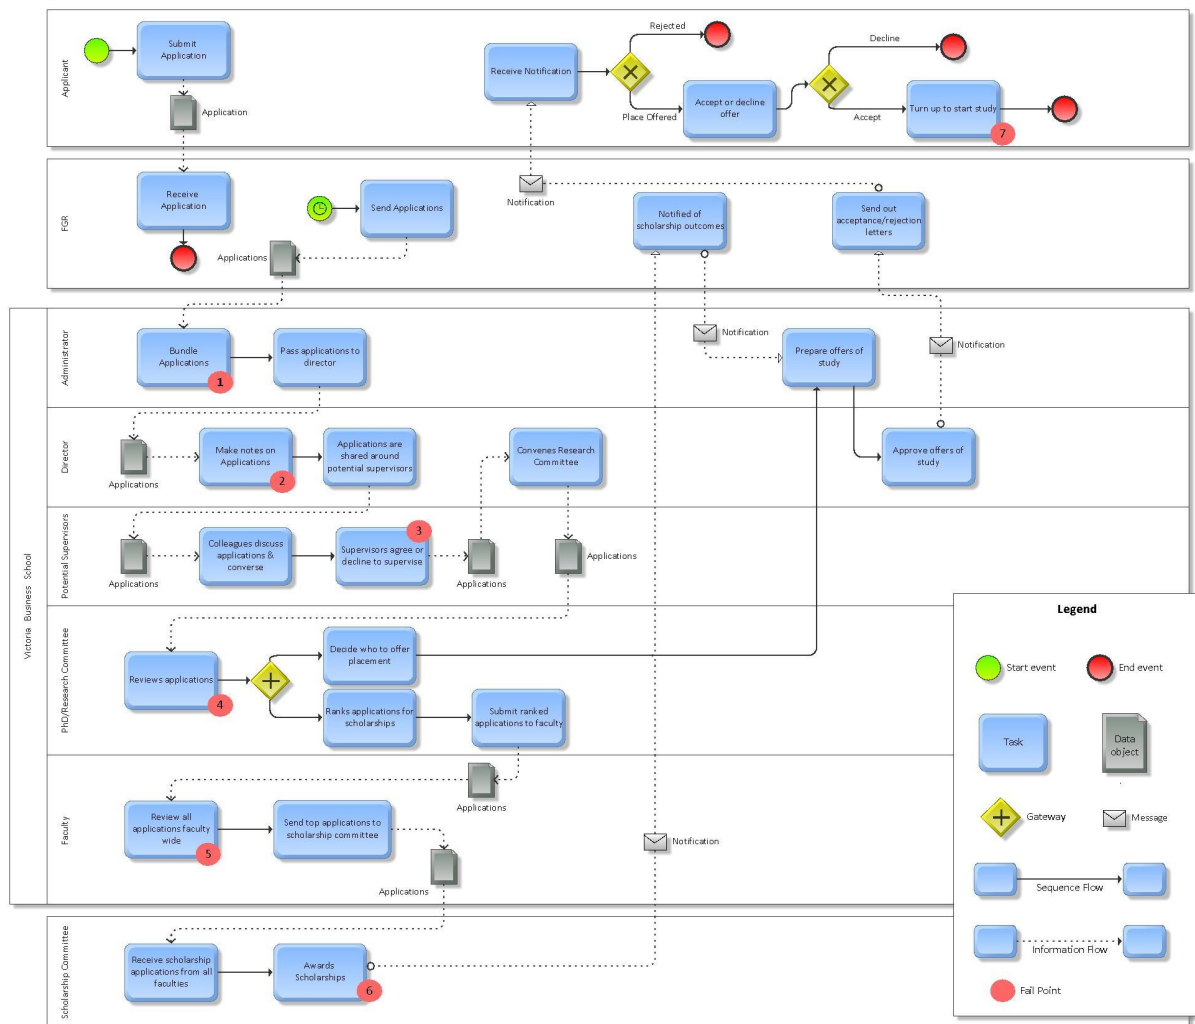 Applicant
Submit
Application
Application
Receive Notification
Rejected
Place Offered
Accept or decline
offer
Decline
Accept
Turn up to start study
7
FGR
Receive
Application
Send Applications
Applications
Notification
Notified of
scholarship outcomes
Send out
acceptance/rejection
letters
Victoria Business School
Administrator
Bundle
Applications
1
Pass applications to
director
Notification
Prepare offers of
study
Notification
Director
Applications
Make notes on
Applications
2
Applications are
shared around
potential supervisors
Convenes Research
Committee
Approve offers of
study
Potential Supervisors
Applications
Colleagues discuss
applications &
converse
3
Supervisors agree or
decline to supervise
Applications
Applications
PhD/Research Committee
Reviews applications
4
Decide who to offer
placement
Ranks applications for
scholarships
Submit ranked
applications to faculty
Faculty
Applications
Review all
applications faculty
wide
5
Send top applications to
scholarship committee
Applications
Notification
Scholarship Committee
Receive scholarship
applications from all
faculties
Awards
Scholarships
6
Legend
Start event
End event
Task
Data
object
Gateway
Message
Sequence Flow
Information Flow
Fail Point